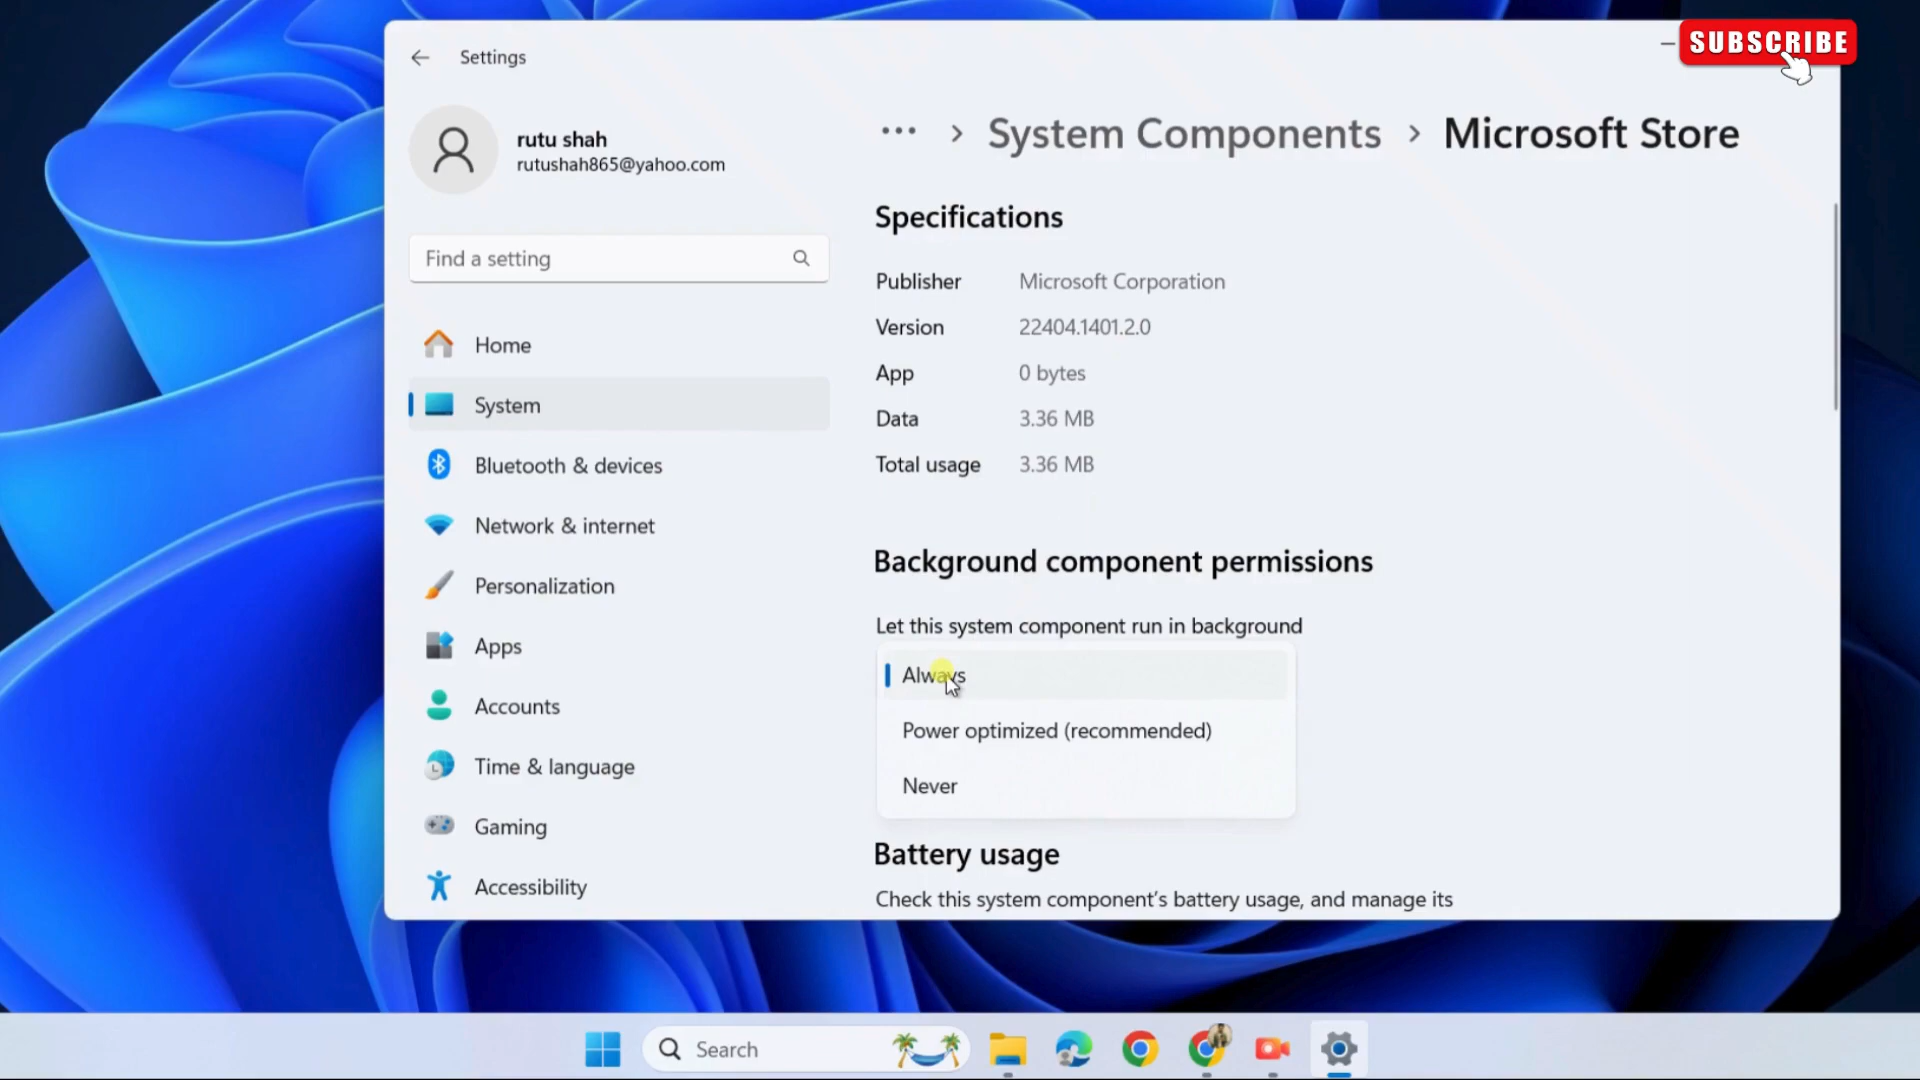 SUBSCRIBE
Settings
rutu shah
rutushah865@yahoo.com
Find a setting
Home
System
Bluetooth & devices
Network & internet
Personalization
Apps
Accounts
Time & language
Gaming
Accessibility
··· > System Components > Microsoft Store
Specifications
Publisher Microsoft Corporation
Version 22404.1401.2.0
App 0 bytes
Data 3.36 MB
Total usage 3.36 MB
Background component permissions
Let this system component run in background
Always
Power optimized (recommended)
Never
Battery usage
Check this system component's battery usage, and manage its
Search